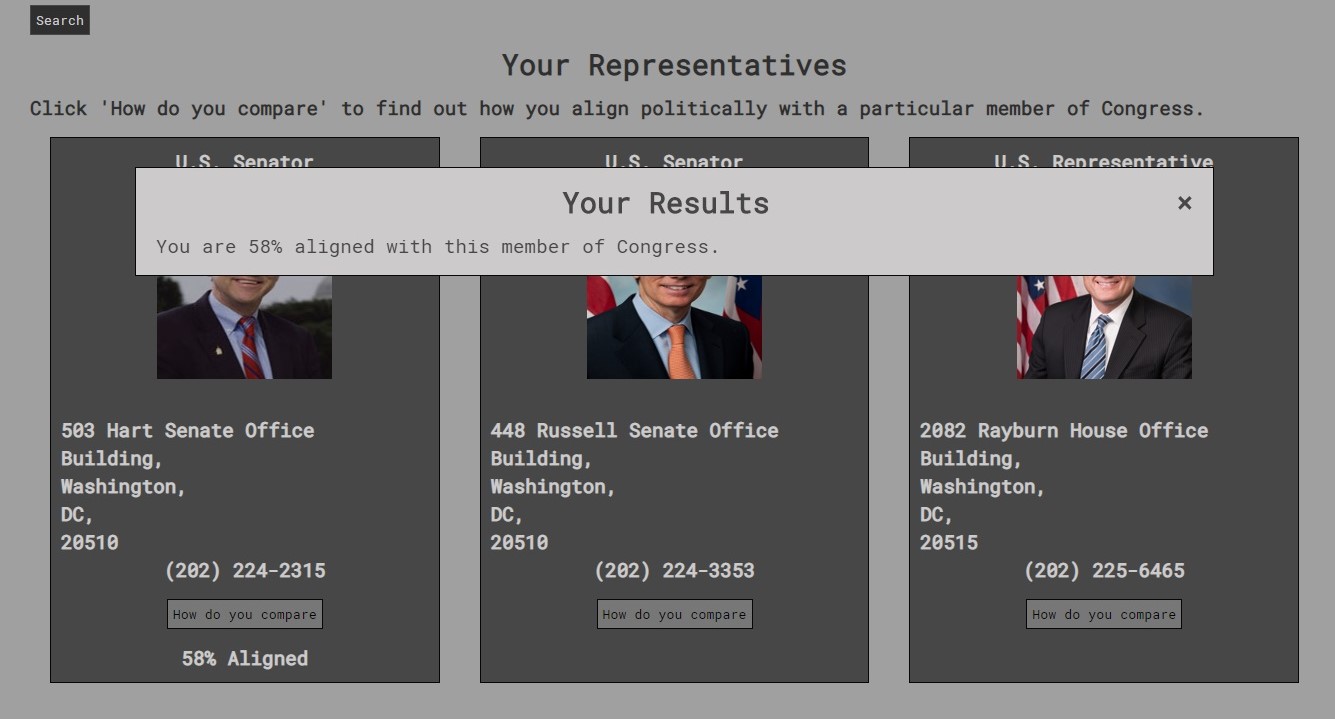 Search
Your Representatives
Click 'How do you compare' to find out how you align politically with a particular member of Congress.
U.S. Senator
U.S. Senator
U.S. Representative
Your Results
×
You are 58% aligned with this member of Congress.
503 Hart Senate Office
Building,
Washington,
DC,
20510
(202) 224-2315
How do you compare
58% Aligned
448 Russell Senate Office
Building,
Washington,
DC,
20510
(202) 224-3353
How do you compare
2082 Rayburn House Office
Building,
Washington,
DC,
20515
(202) 225-6465
How do you compare